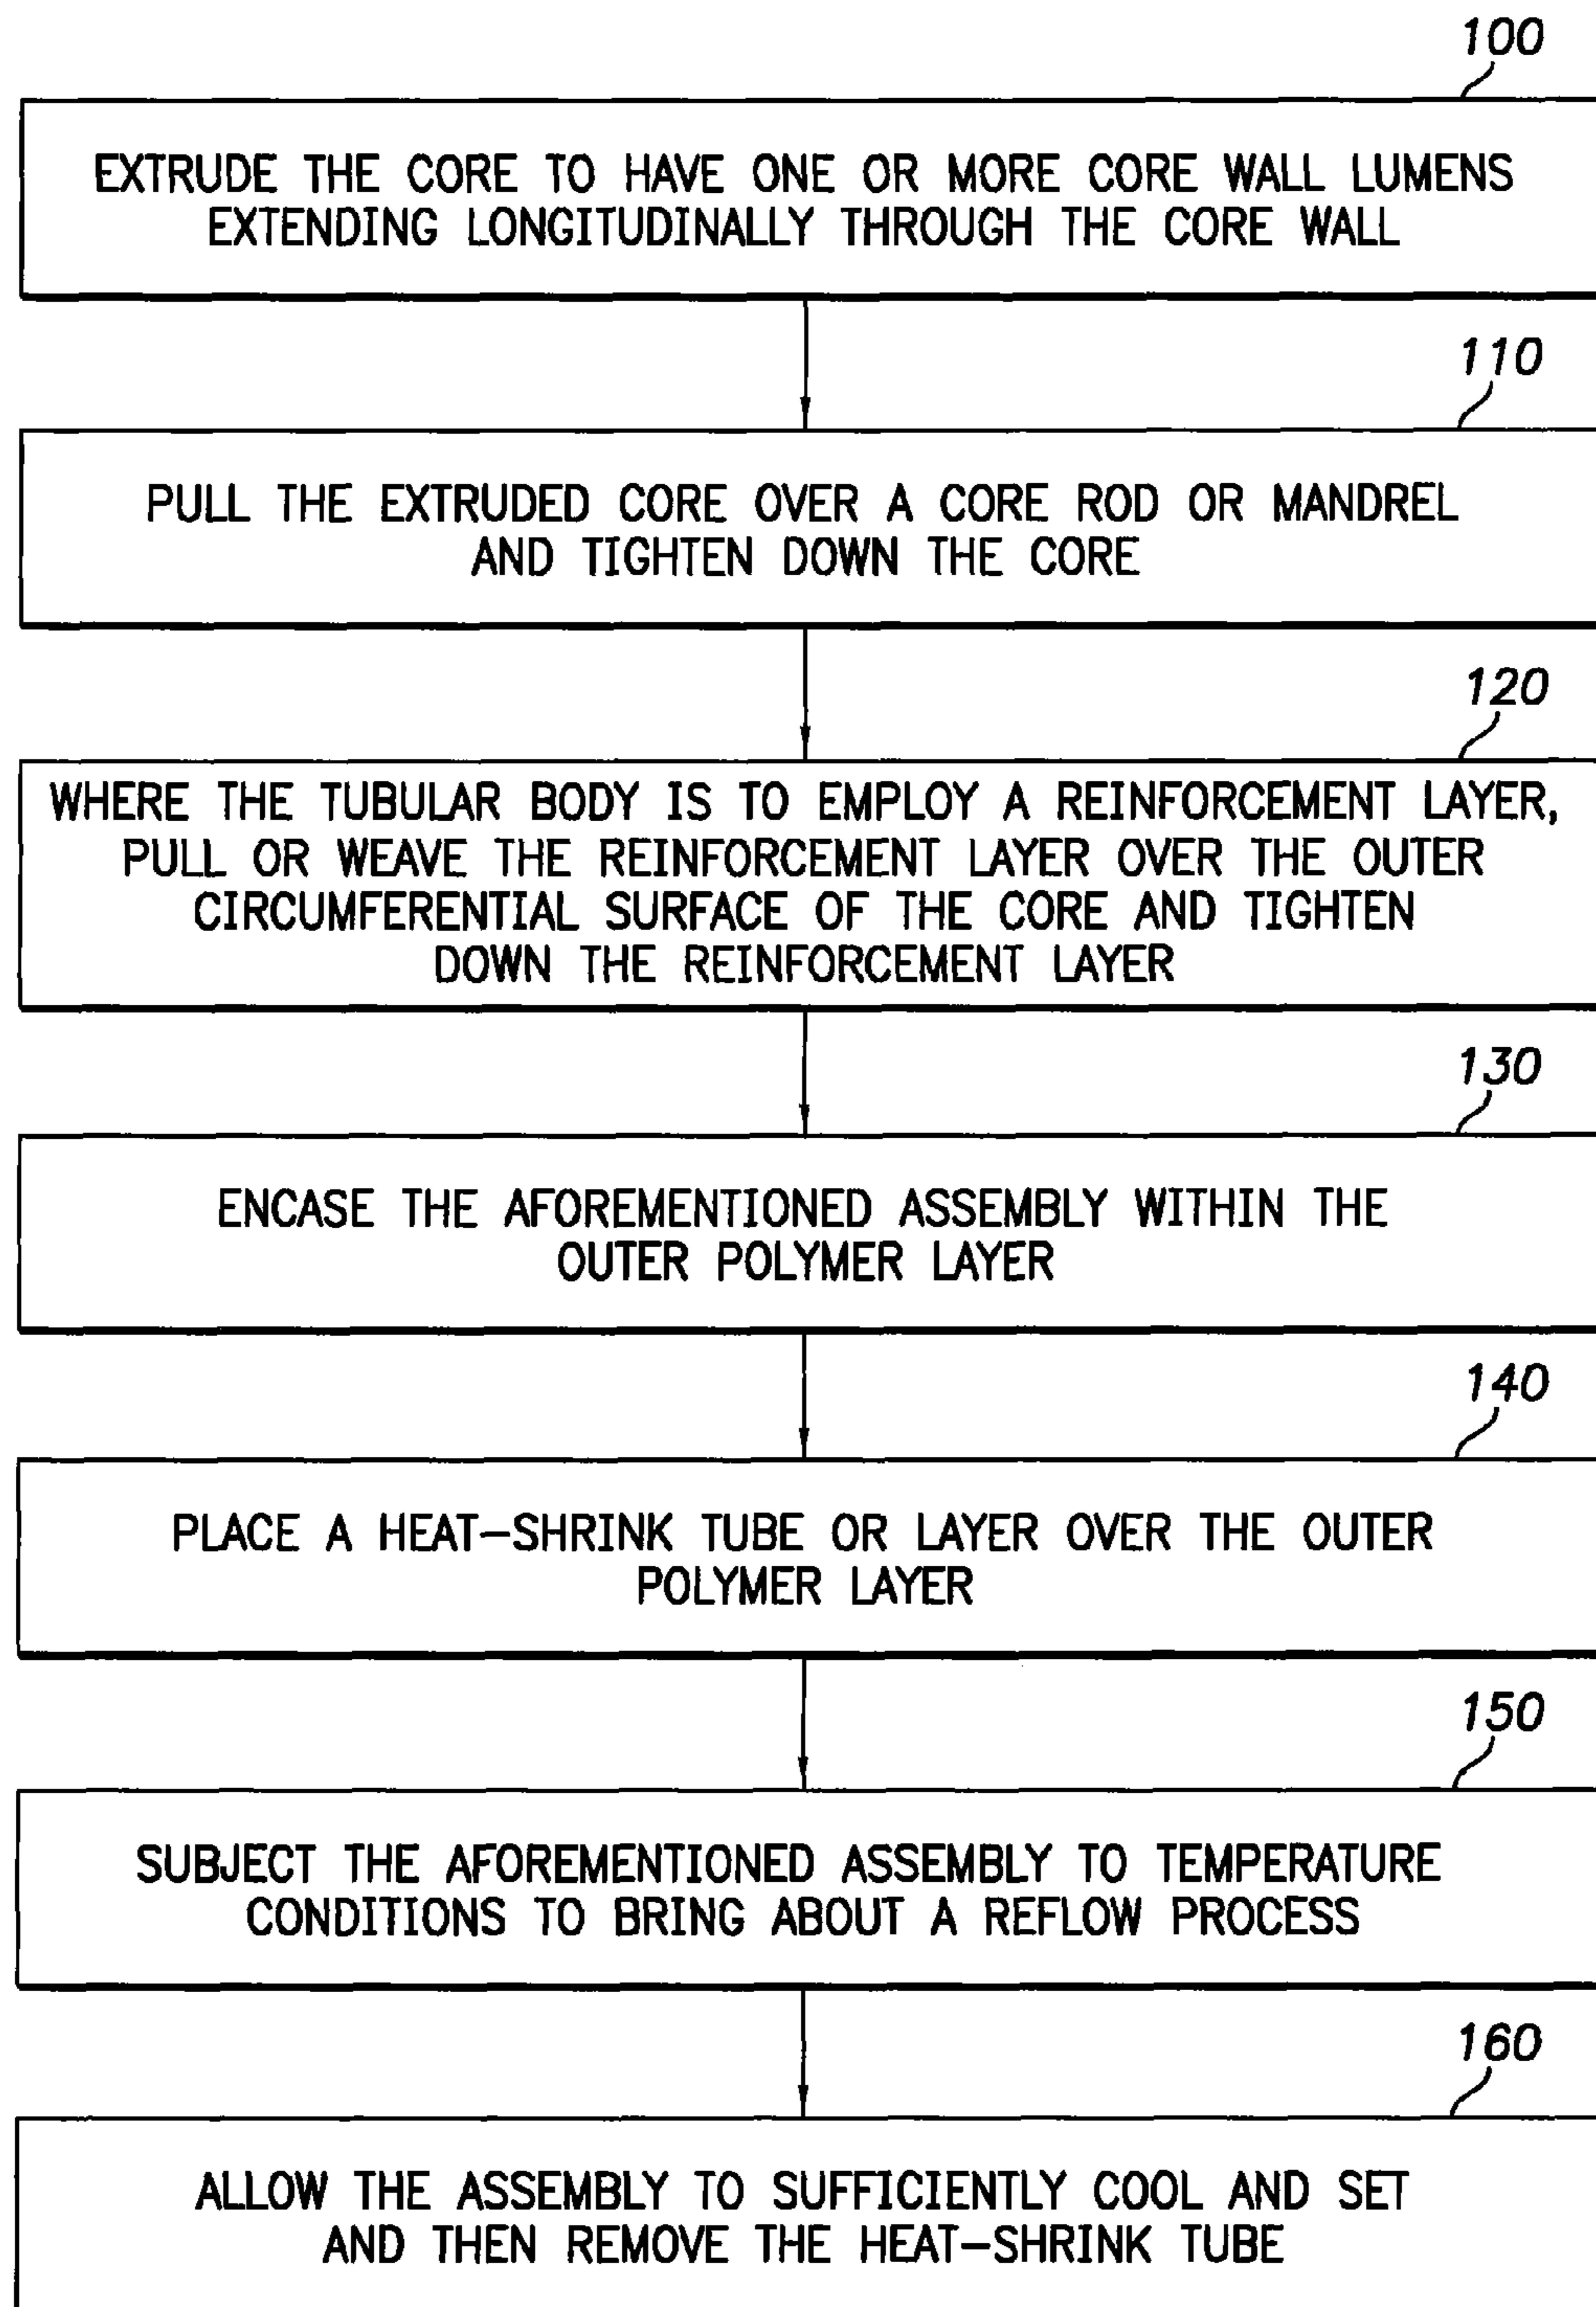 100
EXTRUDE THE CORE TO HAVE ONE OR MORE CORE WALL LUMENS
EXTENDING LONGITUDINALLY THROUGH THE CORE WALL
110
PULL THE EXTRUDED CORE OVER A CORE ROD OR MANDREL
AND TIGHTEN DOWN THE CORE
120
WHERE THE TUBULAR BODY IS TO EMPLOY A REINFORCEMENT LAYER,
PULL OR WEAVE THE REINFORCEMENT LAYER OVER THE OUTER
CIRCUMFERENTIAL SURFACE OF THE CORE AND TIGHTEN
DOWN THE REINFORCEMENT LAYER
130
ENCASE THE AFOREMENTIONED ASSEMBLY WITHIN THE
OUTER POLYMER LAYER
140
PLACE A HEAT-SHRINK TUBE OR LAYER OVER THE OUTER
POLYMER LAYER
150
SUBJECT THE AFOREMENTIONED ASSEMBLY TO TEMPERATURE
CONDITIONS TO BRING ABOUT A REFLOW PROCESS
160
ALLOW THE ASSEMBLY TO SUFFICIENTLY COOL AND SET
AND THEN REMOVE THE HEAT-SHRINK TUBE